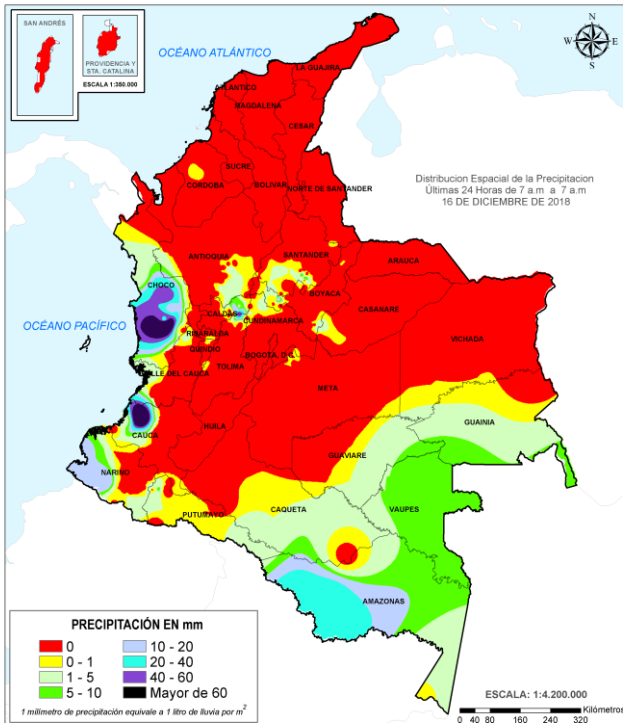 SAN ANDRÉS
PROVIDENCIA Y
STA. CATALINA
ESCALA 1:350.000
OCÉANO ATLÁNTICO
N
W
E
S
LA GUAJIRA
ATLANTICO
MAGDALENA
CESAR
Distribucion Espacial de la Precipitacion
Últimas 24 Horas de 7 a.m a 7 a.m
16 DE DICIEMBRE DE 2018
SUCRE
CORDOBA
BOLIVAR
NORTE DE SANTANDER
ANTIOQUIA
SANTANDER
ARAUCA
CHOCO
BOYACA
CASANARE
OCÉANO PACÍFICO
CALDAS
CUNDINAMARCA
RISARALDA
VICHADA
QUINDIO
BOGOTA, D.C.
VALLE DEL CAUCA
TOLIMA
META
GUAINIA
CAUCA
HUILA
GUAVIARE
NARIÑO
VAUPES
CAQUETA
PUTUMAYO
AMAZONAS
PRECIPITACIÓN EN mm
0
10 - 20
0 - 1
20 - 40
1 - 5
40 - 60
5 - 10
Mayor de 60
1 milimetro de precipitación equivale a 1 litro de lluvia por m²
ESCALA: 1:4.200.000
Kilómetros
0 40 80 160 240 320